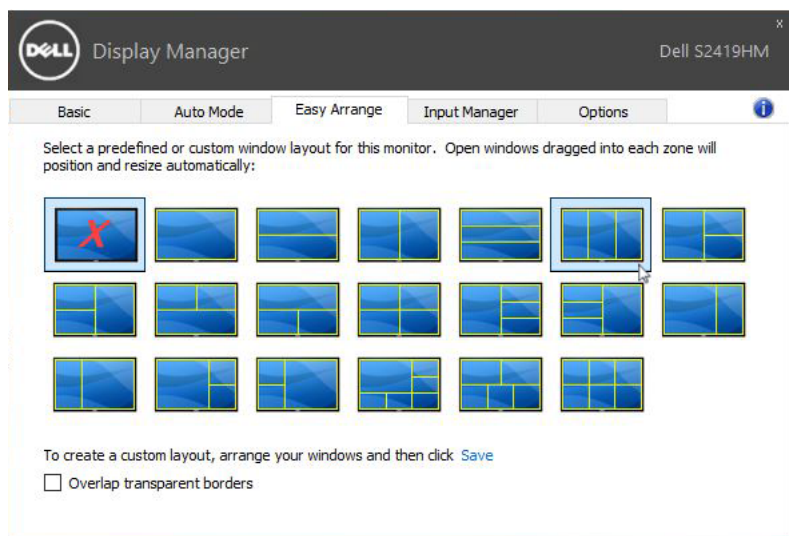 x
DELL Display Manager Dell S2419HM
Basic Auto Mode Easy Arrange Input Manager Options i
Select a predefined or custom window layout for this monitor. Open windows dragged into each zone will
position and resize automatically:
X
To create a custom layout, arrange your windows and then click Save
Overlap transparent borders